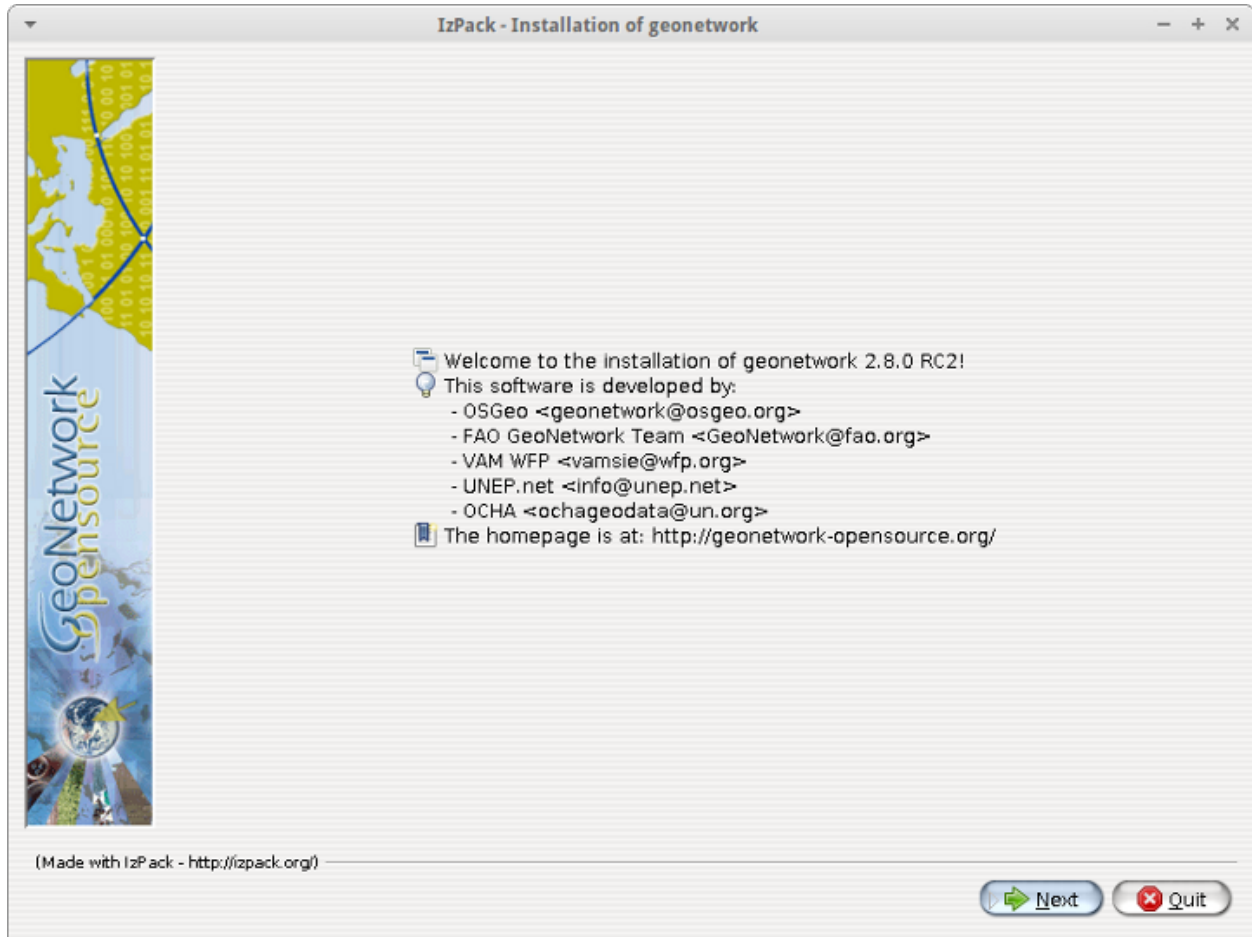 IzPack - Installation of geonetwork
GeoNetwork
Opensource
Welcome to the installation of geonetwork 2.8.0 RC2!
This software is developed by:
- OSGeo <geonetwork@osgeo.org>
- FAO GeoNetwork Team <GeoNetwork@fao.org>
- VAM WFP <vamsie@wfp.org>
- UNEP.net <info@unep.net>
- OCHA <ochageodata@un.org>
The homepage is at: http://geonetwork-opensource.org/
(Made with IzPack - http://izpack.org/)
Next
Quit